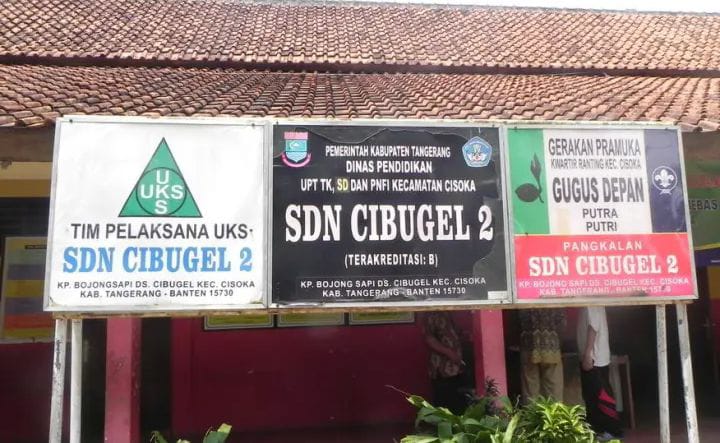 U
UKS
S
TIM PELAKSANA UKS
SDN CIBUGEL 2
KP. BOJONGSAPI DS. CIBUGEL KEC. CISOKA
KAB. TANGERANG - BANTEN 15730
PEMERINTAH KABUPATEN TANGERANG
DINAS PENDIDIKAN
UPT TK, SD DAN PNFI KECAMATAN CISOKA
SDN CIBUGEL 2
(TERAKREDITASI: B)
KP. BOJONG SAPI DS. CIBUGEL KEC. CISOKA
KAB. TANGERANG - BANTEN 15730
GERAKAN PRAMUKA
KWARTIR RANTING KEC. CISOKA
GUGUS DEPAN
PUTRA
PUTRI
PANGKALAN
SDN CIBUGEL 2
KP. BOJONG SAPI DS. CIBUGEL KEC. CISOKA
KAB. TANGERANG - BANTEN 15730